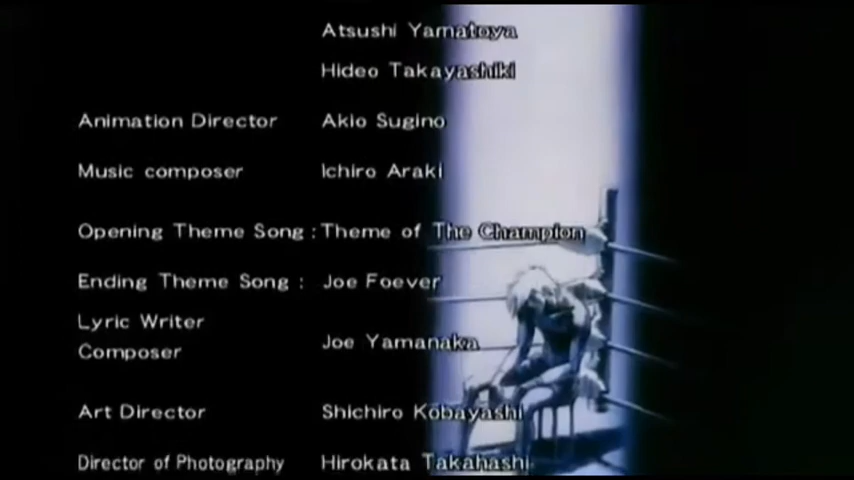 Atsushi Yamatoya
Hideo Takayashiki
Animation Director Akio Sugino
Music composer Ichiro Araki
Opening Theme Song : Theme of The Champion
Ending Theme Song : Joe Foever
Lyric Writer
Composer Joe Yamanaka
Art Director Shichiro Kobayashi
Director of Photography Hirokata Takahashi